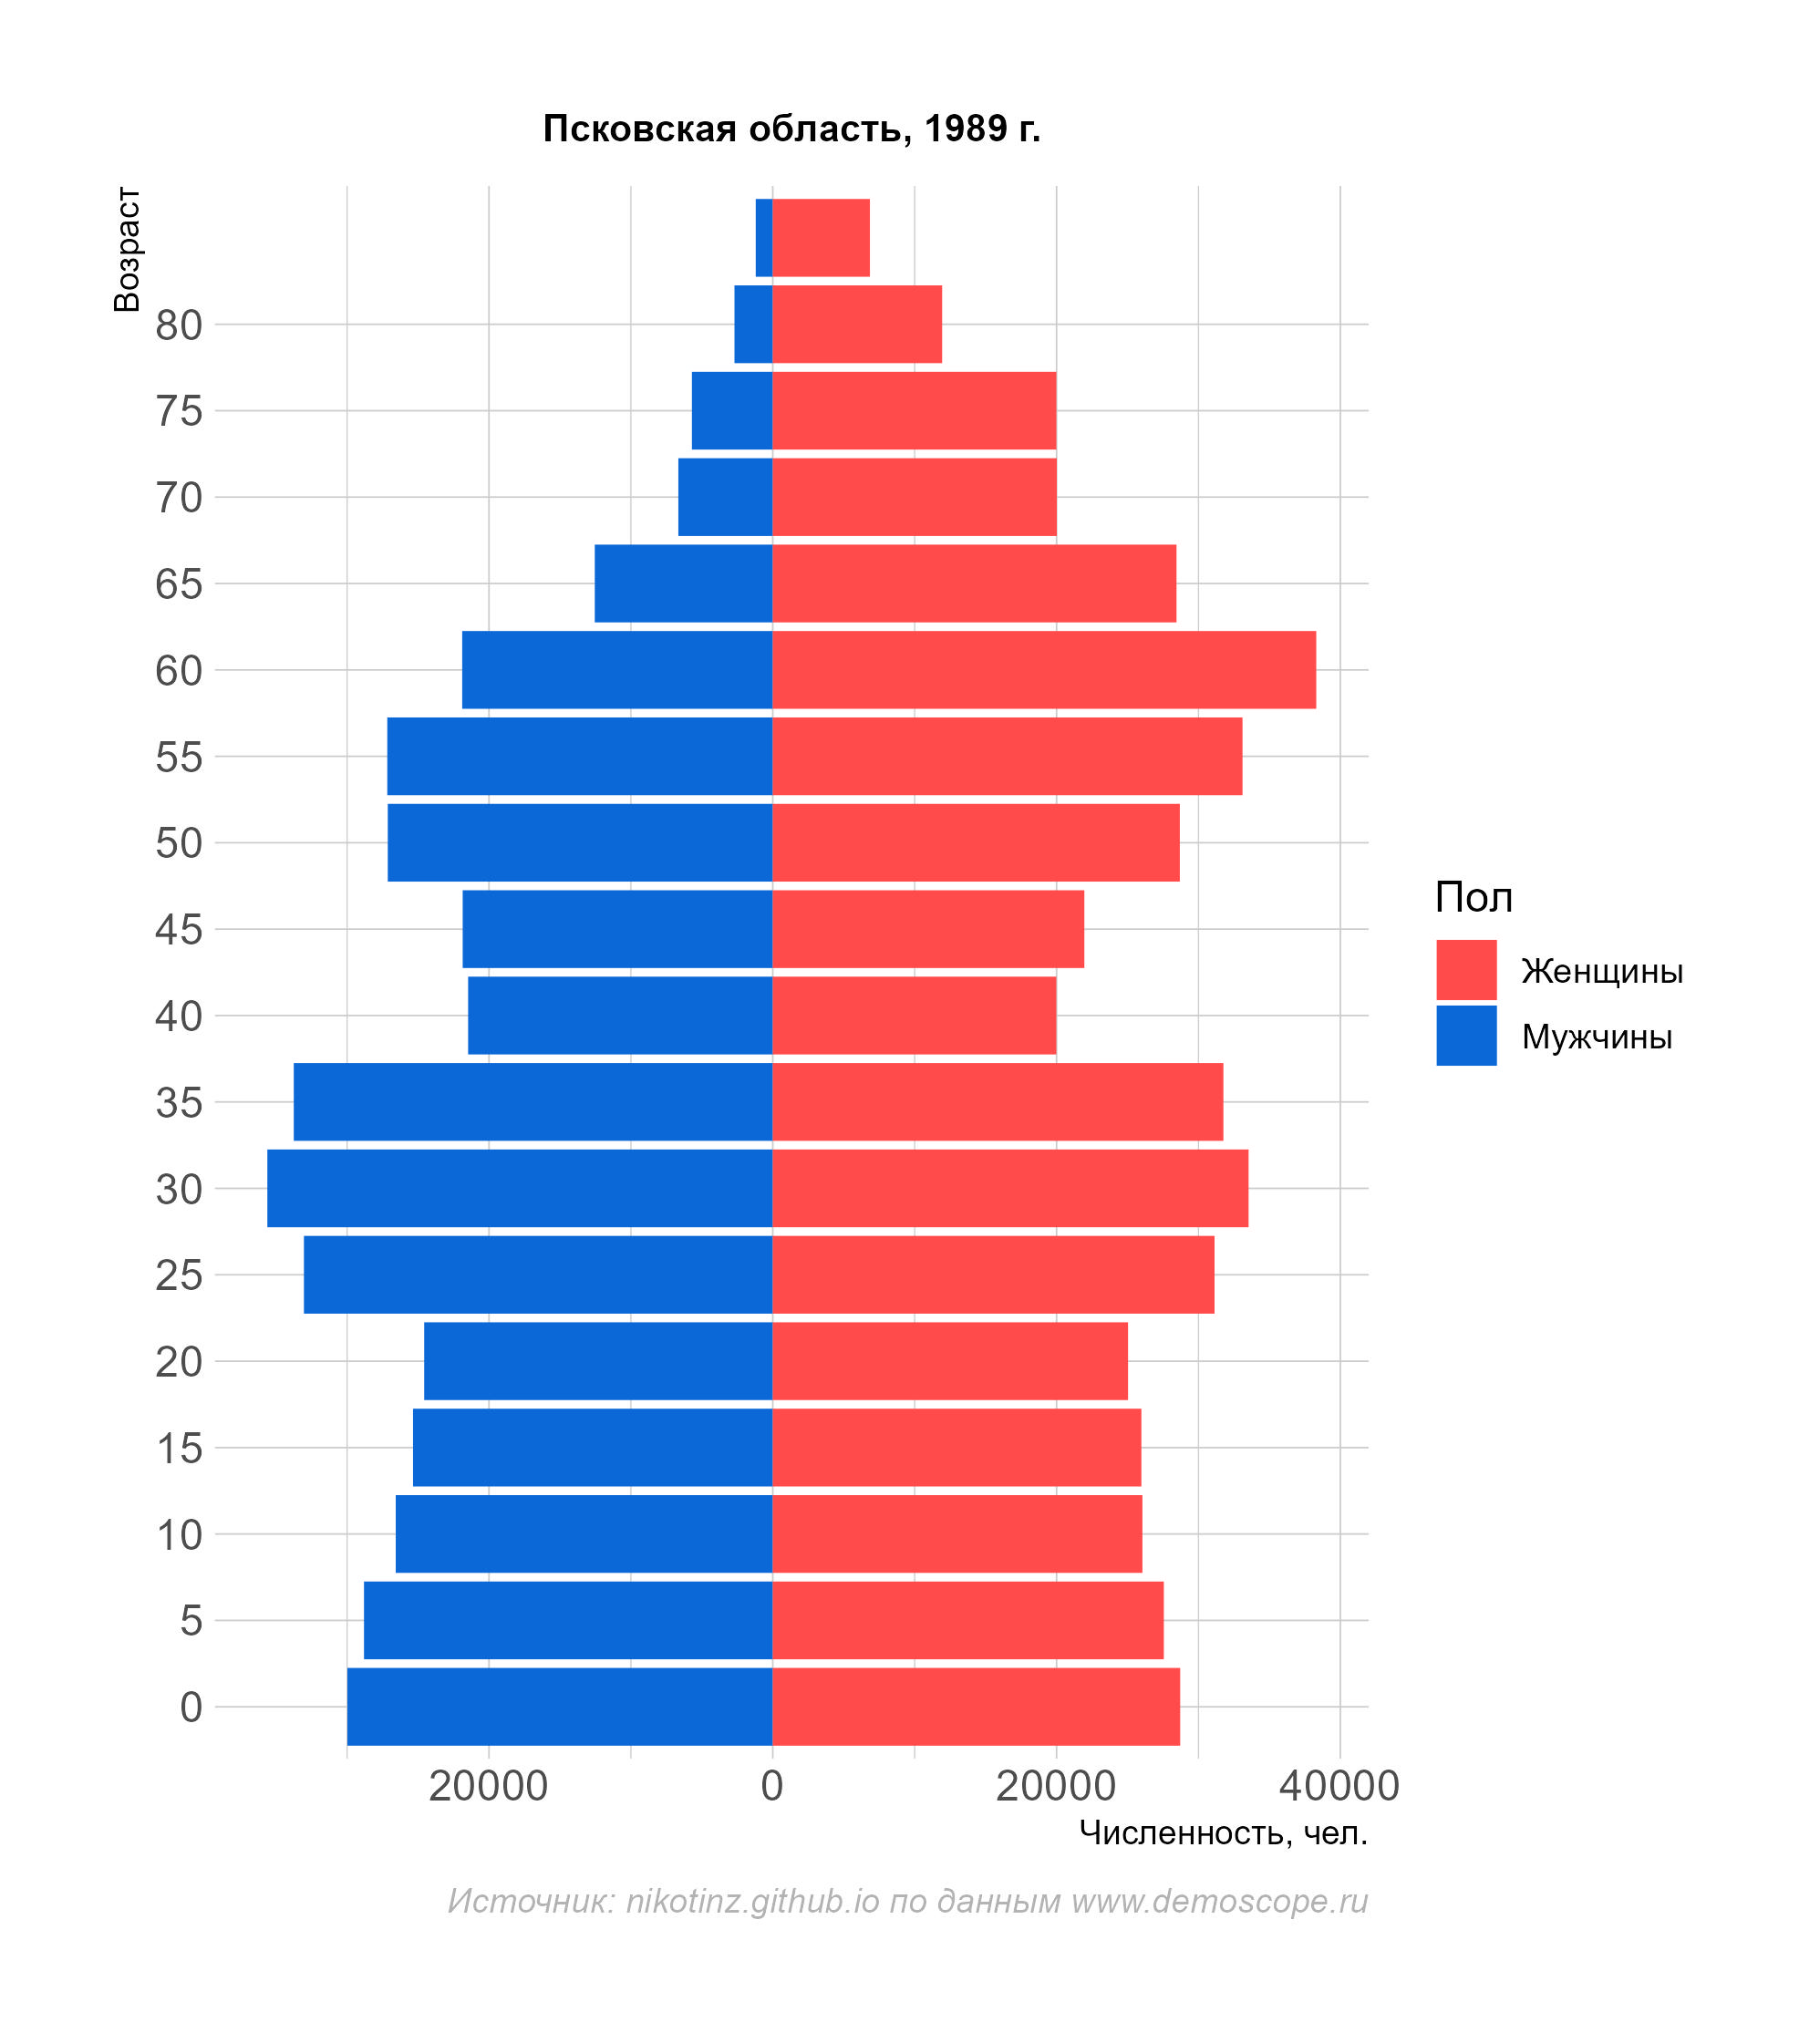 Псковская область, 1989 г.
Возраст
80
75
70
65
60
55
50
45
40
35
30
25
20
15
10
5
0
20000 0 20000 40000
Численность, чел.
Пол
Женщины
Мужчины
Источник: nikotinz.github.io по данным www.demoscope.ru